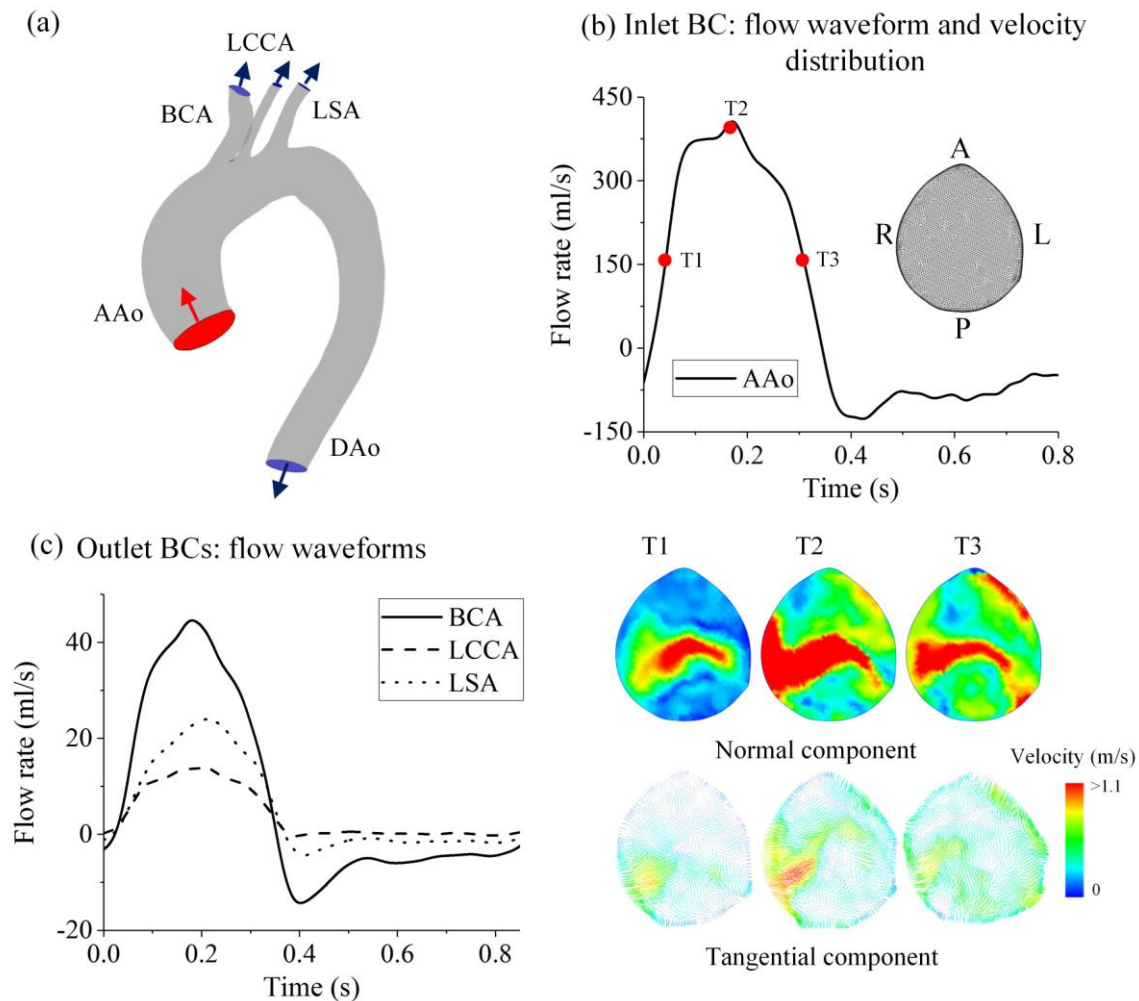 (a)
LCCA
BCA
LSA
AAo
DAo
(b) Inlet BC: flow waveform and velocity
distribution
Flow rate (ml/s)
450
300
150
0
-150
0.0 0.2 0.4 0.6 0.8
Time (s)
T1
T2
T3
AAo
A
R
L
P
(c) Outlet BCs: flow waveforms
Flow rate (ml/s)
40
20
0
-20
0.0 0.2 0.4 0.6 0.8
Time (s)
BCA
LCCA
LSA
T1 T2 T3
Normal component
Velocity (m/s)
>1.1
0
Tangential component